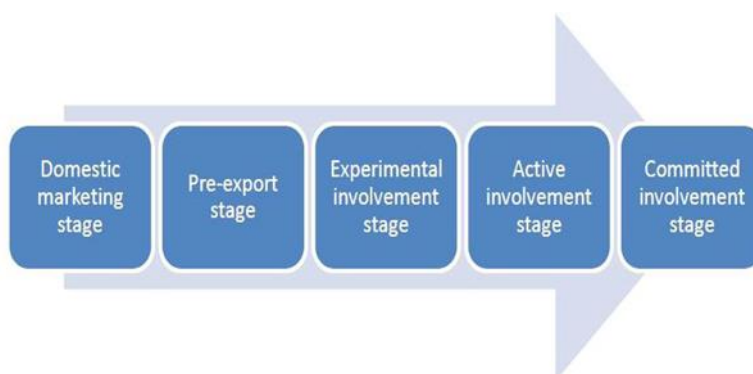 Domestic
marketing
stage
Pre-export
stage
Experimental
involvement
stage
Active
involvement
stage
Committed
involvement
stage